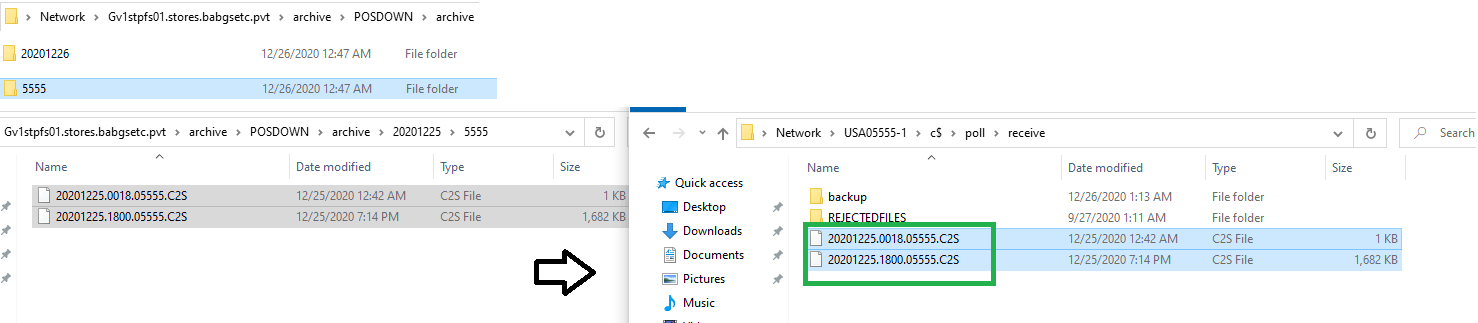 Network > Gv1stpfs01.stores.babgsetc.pvt > archive > POSDOWN > archive
20201226 12/26/2020 12:47 AM File folder
5555 12/26/2020 12:47 AM File folder
Gv1stpfs01.stores.babgsetc.pvt > archive > POSDOWN > archive > 20201225 > 5555
Name Date modified Type Size
20201225.0018.05555.C2S 12/25/2020 12:42 AM C2S File 1 KB
20201225.1800.05555.C2S 12/25/2020 7:14 PM C2S File 1,682 KB
Network > USA05555-1 > c$ > poll > receive
Search
Quick access
Desktop
Downloads
Documents
Pictures
Music
Name Date modified Type Size
backup 12/26/2020 1:13 AM File folder
REJECTEDFILES 9/27/2020 1:11 AM File folder
20201225.0018.05555.C2S 12/25/2020 12:42 AM C2S File 1 KB
20201225.1800.05555.C2S 12/25/2020 7:14 PM C2S File 1,682 KB